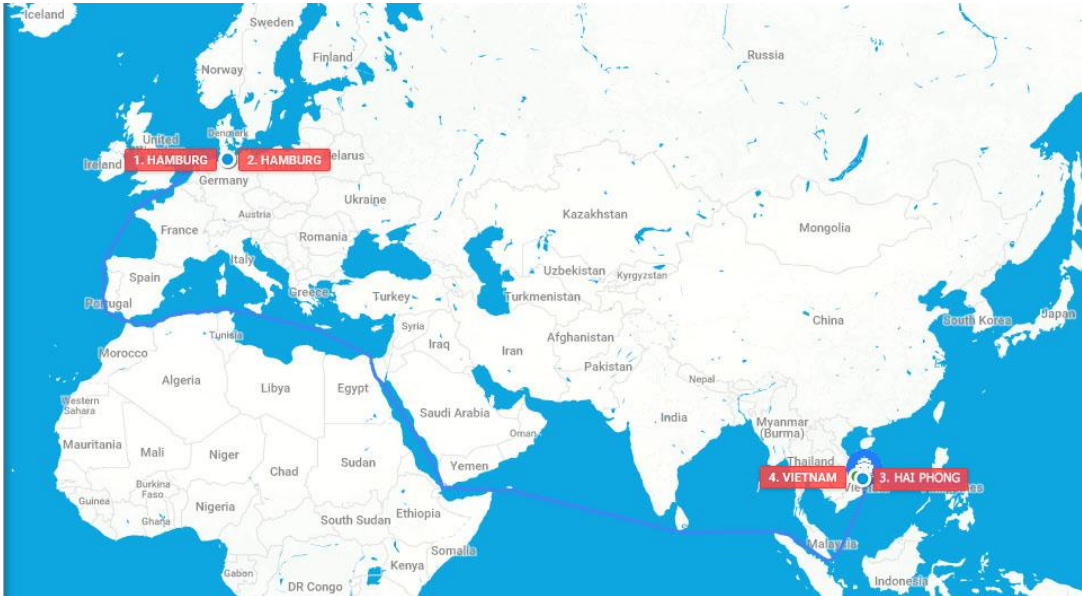 Iceland
Sweden
Finland
Norway
Russia
Denmark
United
Ireland
1. HAMBURG
2. HAMBURG
Belarus
Germany
Ukraine
Kazakhstan
Mongolia
Austria
France
Romania
Italy
Uzbekistan
Kyrgyzstan
Spain
Greece
Turkey
Turkmenistan
Portugal
China
Japan
South Korea
Syria
Tunisia
Afghanistan
Iraq
Iran
Morocco
Pakistan
Algeria
Libya
Egypt
Nepal
Western
Sahara
Saudi Arabia
India
Myanmar
(Burma)
Oman
Mauritania
Mali
Niger
Sudan
Thailand
Chad
Yemen
4. VIETNAM
3. HAI PHONG
Burkina
Faso
Guinea
Nigeria
Ethiopia
South Sudan
Ghana
Somalia
Malaysia
Kenya
Gabon
DR Congo
Indonesia